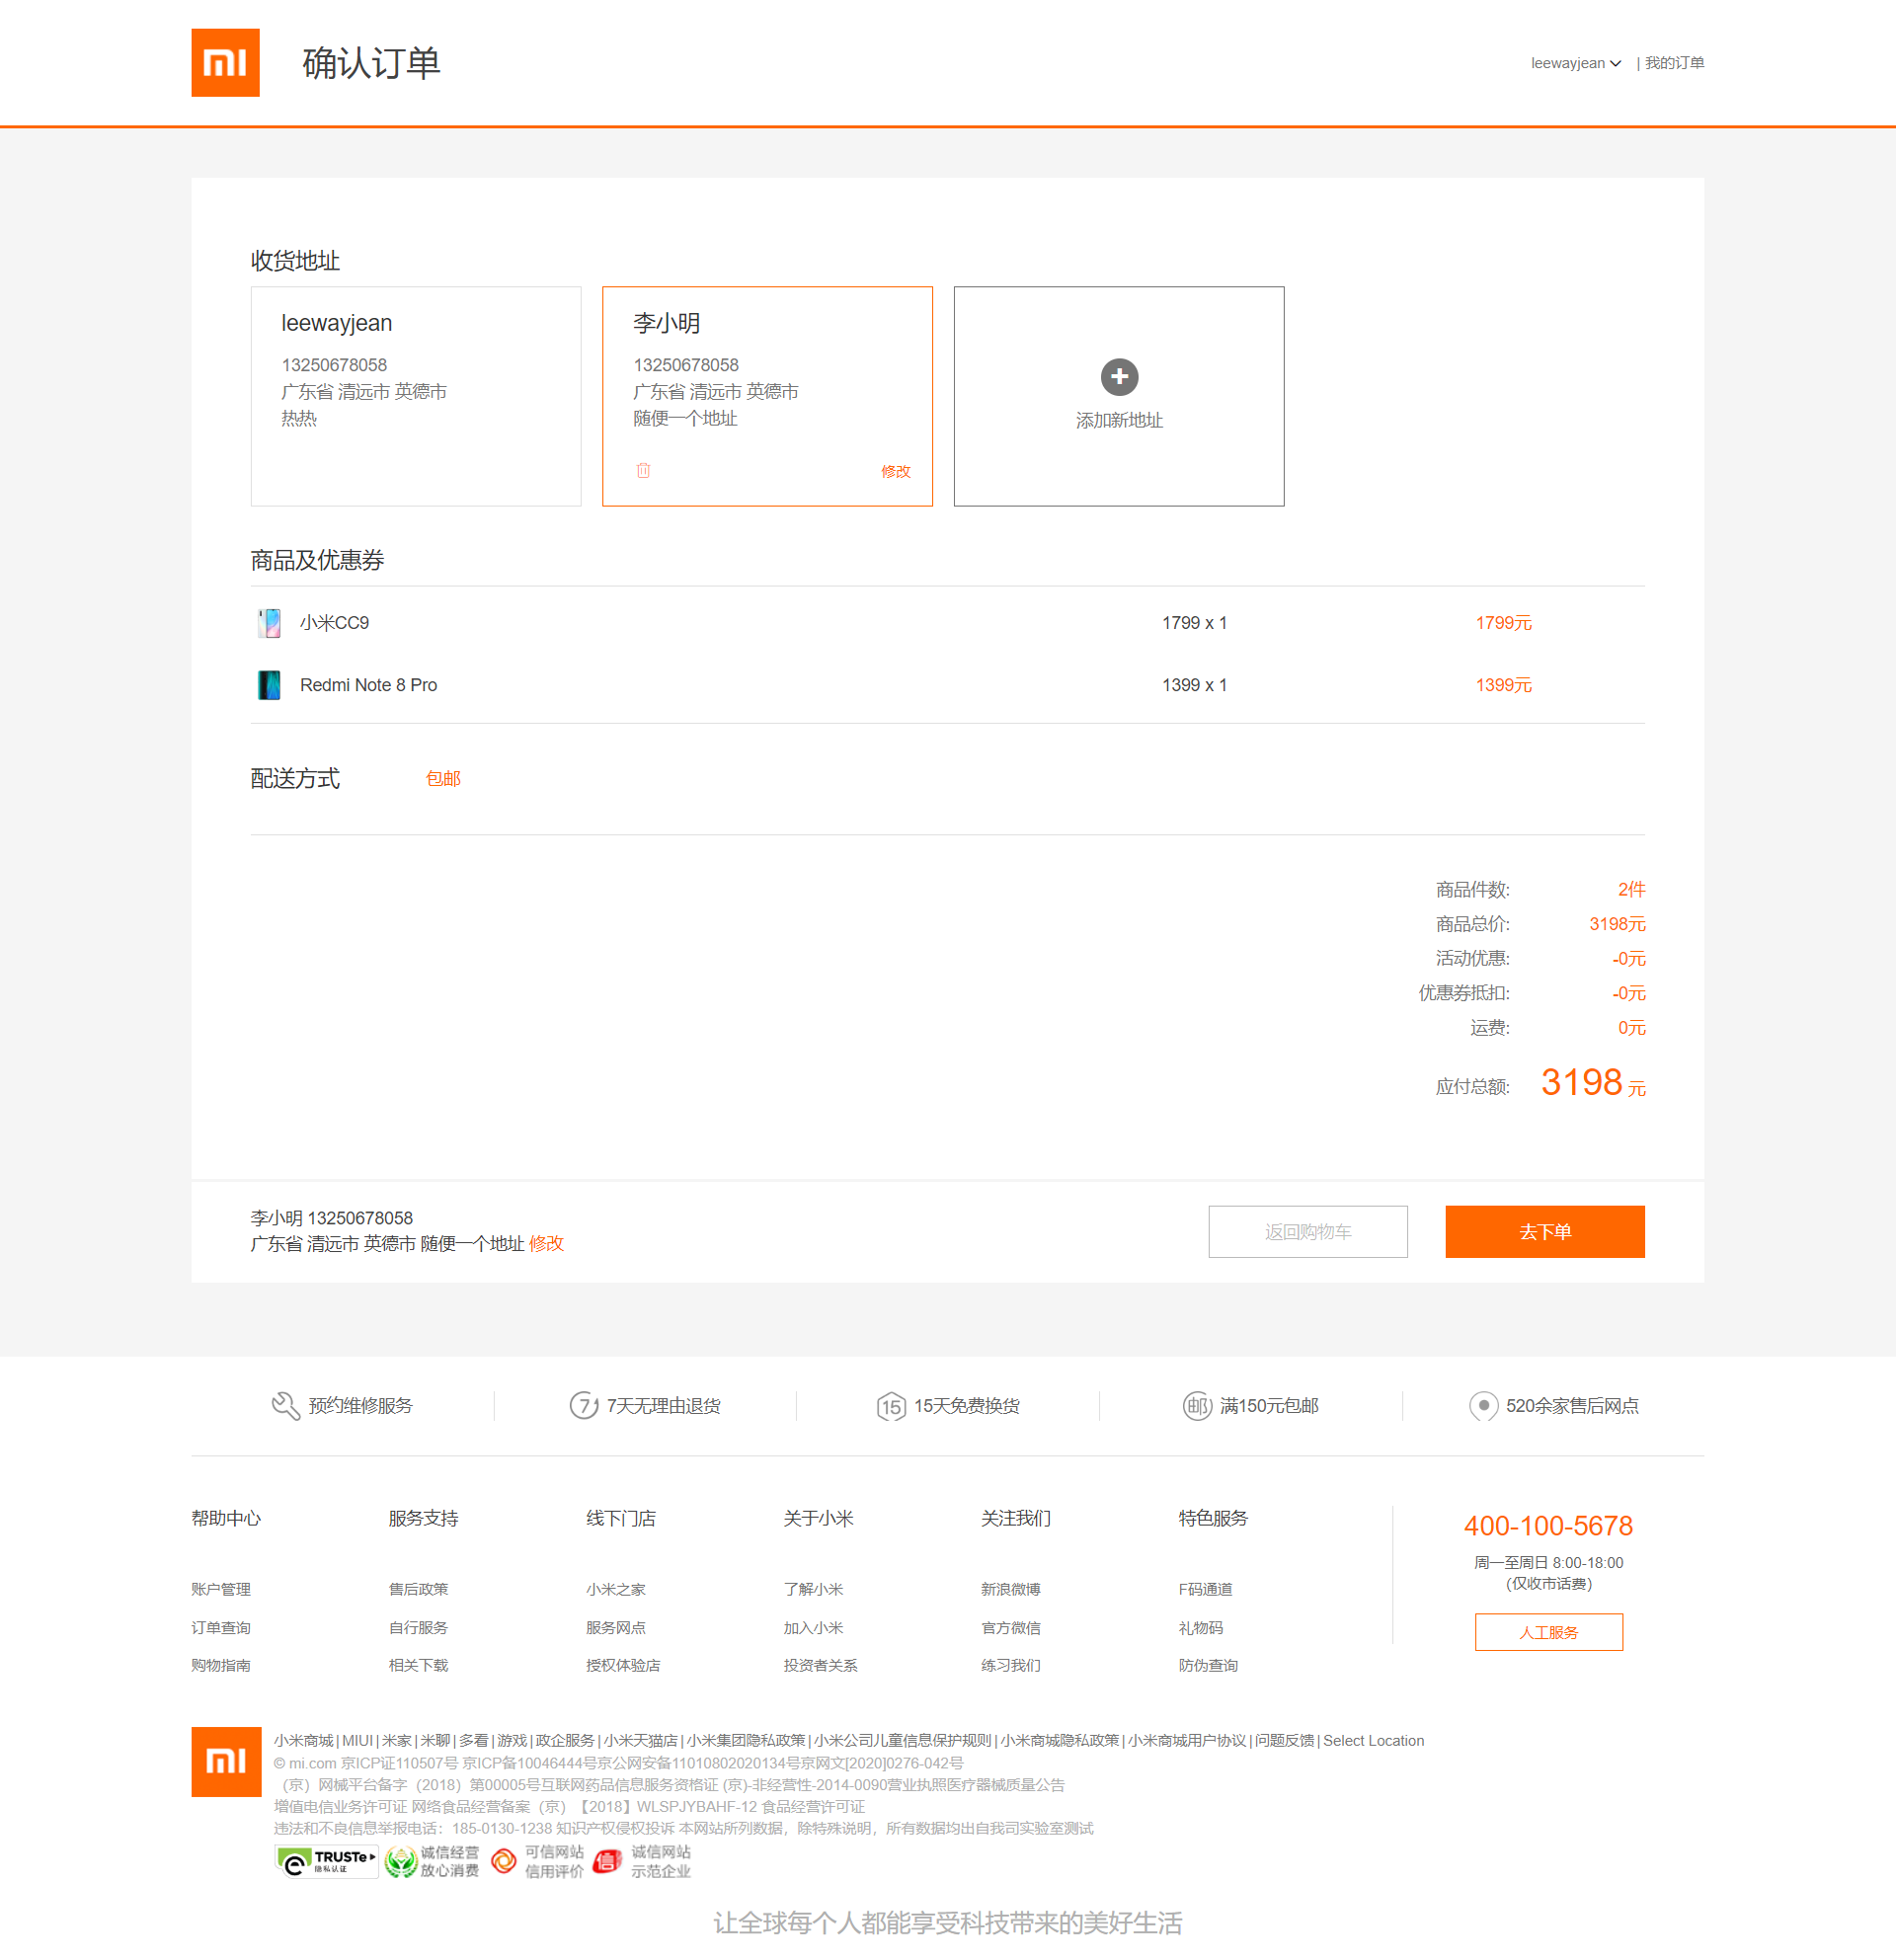 mi
确认订单
leewayjean | 我的订单
收货地址
leewayjean
13250678058
广东省 清远市 英德市
热热
李小明
13250678058
广东省 清远市 英德市
随便一个地址
修改
添加新地址
商品及优惠券
小米CC9 1799 x 1 1799元
Redmi Note 8 Pro 1399 x 1 1399元
配送方式 包邮
商品件数: 2件
商品总价: 3198元
活动优惠: -0元
优惠券抵扣: -0元
运费: 0元
应付总额: 3198 元
李小明 13250678058
广东省 清远市 英德市 随便一个地址 修改
返回购物车
去下单
预约维修服务
7 7天无理由退货
15 15天免费换货
邮 满150元包邮
520余家售后网点
帮助中心
账户管理
订单查询
购物指南
服务支持
售后政策
自行服务
相关下载
线下门店
小米之家
服务网点
授权体验店
关于小米
了解小米
加入小米
投资者关系
关注我们
新浪微博
官方微信
练习我们
特色服务
F码通道
礼物码
防伪查询
400-100-5678
周一至周日 8:00-18:00
（仅收市话费）
人工服务
mi
小米商城|MIUI|米家|米聊|多看|游戏|政企服务|小米天猫店|小米集团隐私政策|小米公司儿童信息保护规则|小米商城隐私政策|小米商城用户协议|问题反馈|Select Location
© mi.com 京ICP证110507号 京ICP备10046444号京公网安备11010802020134号京网文[2020]0276-042号
（京）网械平台备字（2018）第00005号互联网药品信息服务资格证 (京)-非经营性-2014-0090营业执照医疗器械质量公告
增值电信业务许可证 网络食品经营备案（京）【2018】WLSPJYBAHF-12 食品经营许可证
违法和不良信息举报电话：185-0130-1238 知识产权侵权投诉 本网站所列数据，除特殊说明，所有数据均出自我司实验室测试
TRUSTe
隐私认证
诚信经营
放心消费
可信网站
信用评价
信
诚信网站
示范企业
让全球每个人都能享受科技带来的美好生活